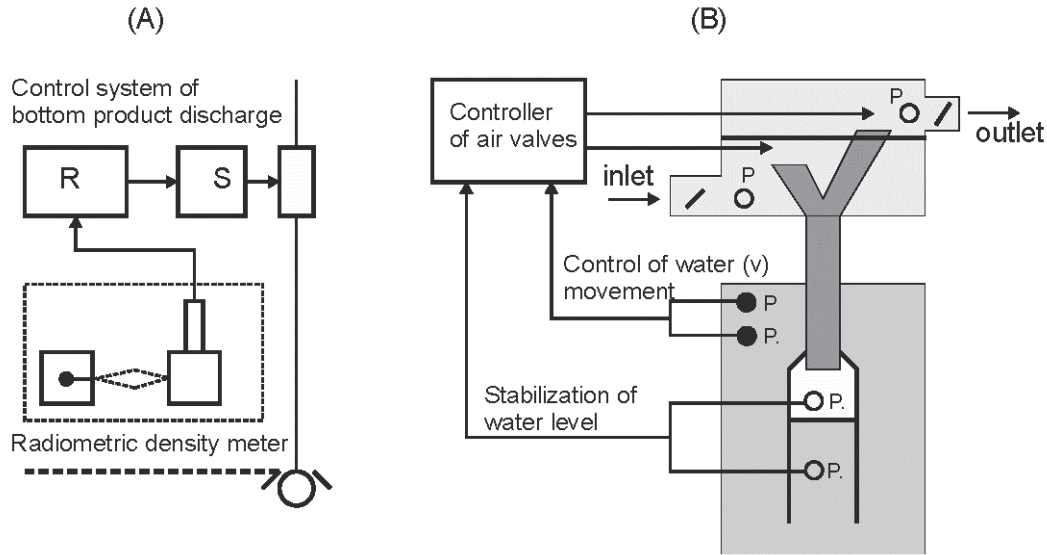 (A)
Control system of
bottom product discharge
R
S
Radiometric density meter
(B)
Controller
of air valves
P
outlet
inlet
P
Control of water (v)
movement
P
P.
Stabilization of
water level
P.
P.